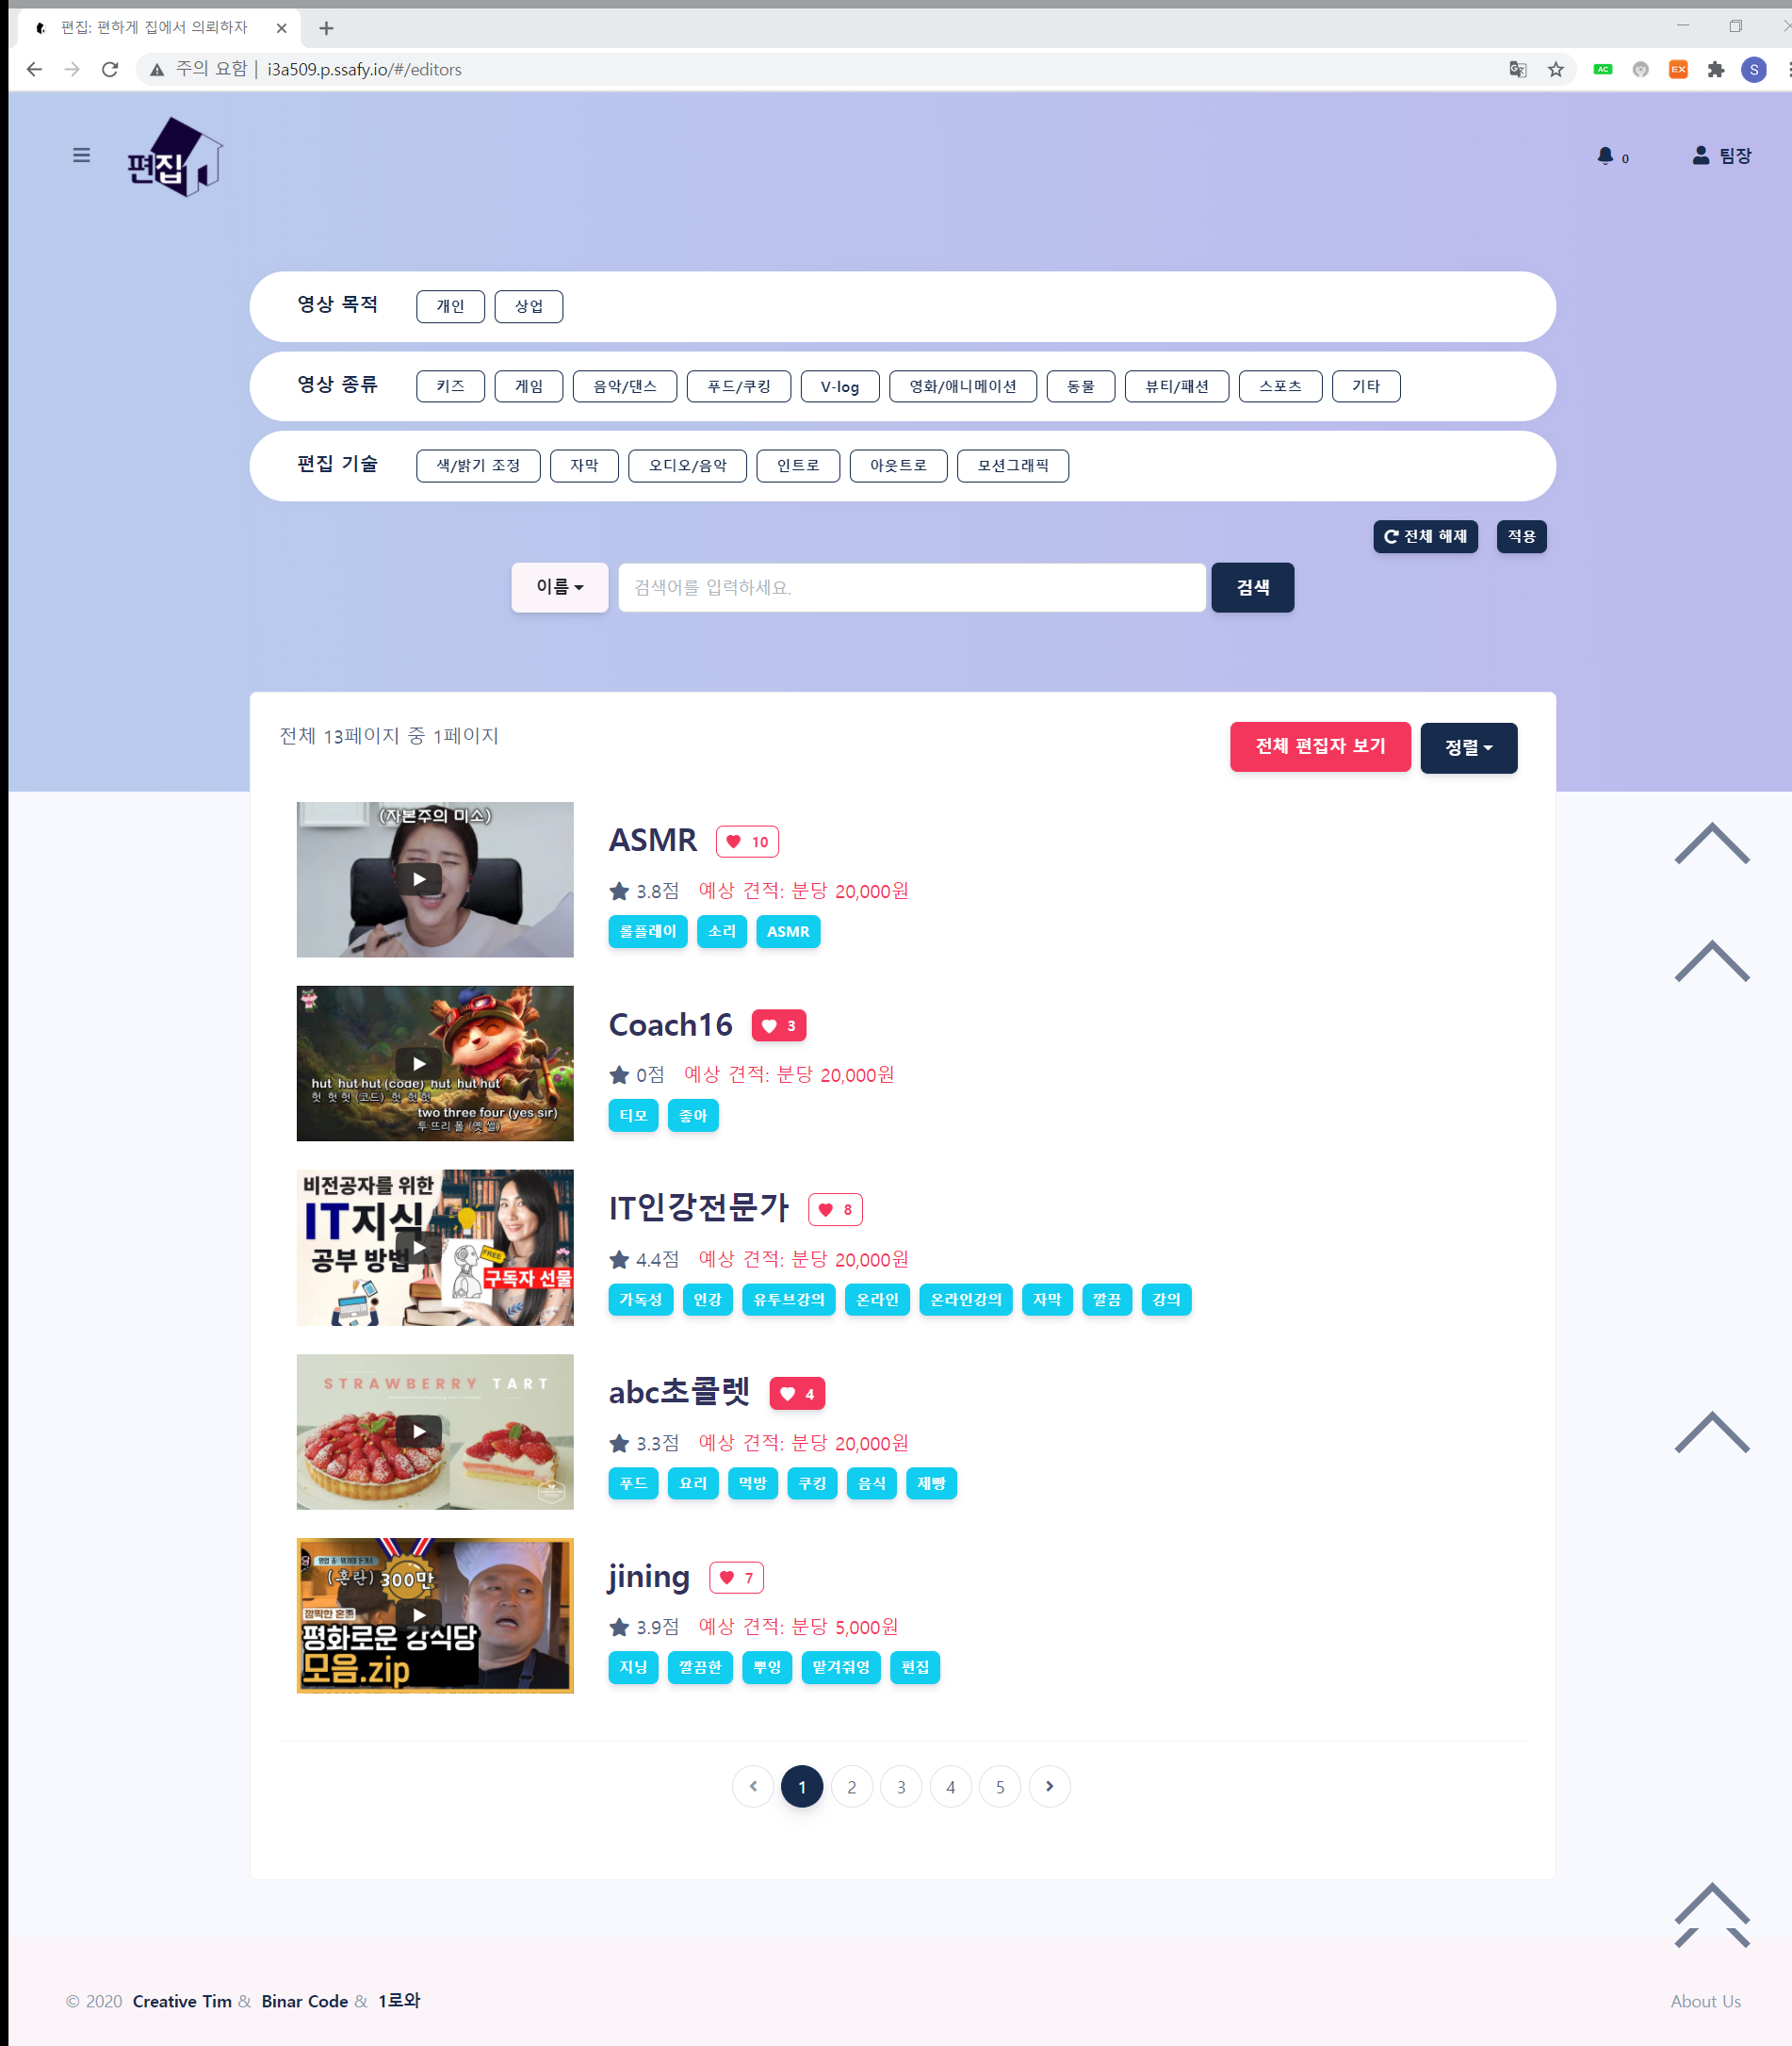 편집: 편하게 집에서 의뢰하자
주의 요함 | i3a509.p.ssafy.io/#/editors
AC
EX
S
편집
0
팀장
영상 목적 개인 상업
영상 종류 키즈 게임 음악/댄스 푸드/쿠킹 V-log 영화/애니메이션 동물 뷰티/패션 스포츠 기타
편집 기술 색/밝기 조정 자막 오디오/음악 인트로 아웃트로 모션그래픽
전체 해제 적용
이름 검색어를 입력하세요. 검색
전체 13페이지 중 1페이지
전체 편집자 보기 정렬
(자본주의 미소)
ASMR 10
3.8점 예상 견적: 분당 20,000원
롤플레이 소리 ASMR
hut hut hut (code) hut hut hut
헛 헛 헛 (코드) 헛 헛 헛
two three four (yes sir)
투 뜨리 폴 (옛 썰)
Coach16 3
0점 예상 견적: 분당 20,000원
티모 좋아
비전공자를 위한
IT지식
공부 방법
FREE
구독자 선물
IT인강전문가 8
4.4점 예상 견적: 분당 20,000원
가독성 인강 유투브강의 온라인 온라인강의 자막 깔끔 강의
STRAWBERRY TART
abc초콜렛 4
3.3점 예상 견적: 분당 20,000원
푸드 요리 먹방 쿠킹 음식 제빵
(혼란) 300만
깜찍한 혼종
평화로운 강식당
모음.zip
jining 7
3.9점 예상 견적: 분당 5,000원
지닝 깔끔한 뿌잉 맡겨줘영 편집
1 2 3 4 5
© 2020 Creative Tim & Binar Code & 1로와
About Us